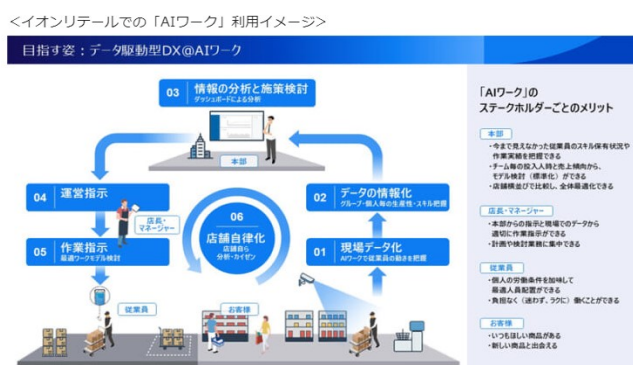 ＜イオンリテールでの「AIワーク」利用イメージ＞
目指す姿：データ駆動型DX@AIワーク
03 情報の分析と施策検討
ダッシュボードによる分析
本部
04 運営指示
店長・
マネージャー
05 作業指示
最適ワークモデル検討
従業員
06
店舗自律化
店舗自ら
分析・カイゼン
02 データの情報化
グループ・個人毎の生産性・スキル把握
01 現場データ化
AIワークで従業員の動きを把握
お客様
「AIワーク」の
ステークホルダーごとのメリット
本部
・今まで見えなかった従業員のスキル保有状況や
作業実績を把握できる
・チーム毎の投入人時と売上傾向から、
モデル検討（標準化）ができる
・店舗横並びで比較し、全体最適化できる
店長・マネージャー
・本部からの指示と現場でのデータから
適切に作業指示ができる
・計画や検討業務に集中できる
従業員
・個人の労働条件を加味して
最適人員配置ができる
・負担なく（迷わず、ラクに）働くことができる
お客様
・いつもほしい商品がある
・新しい商品と出会える